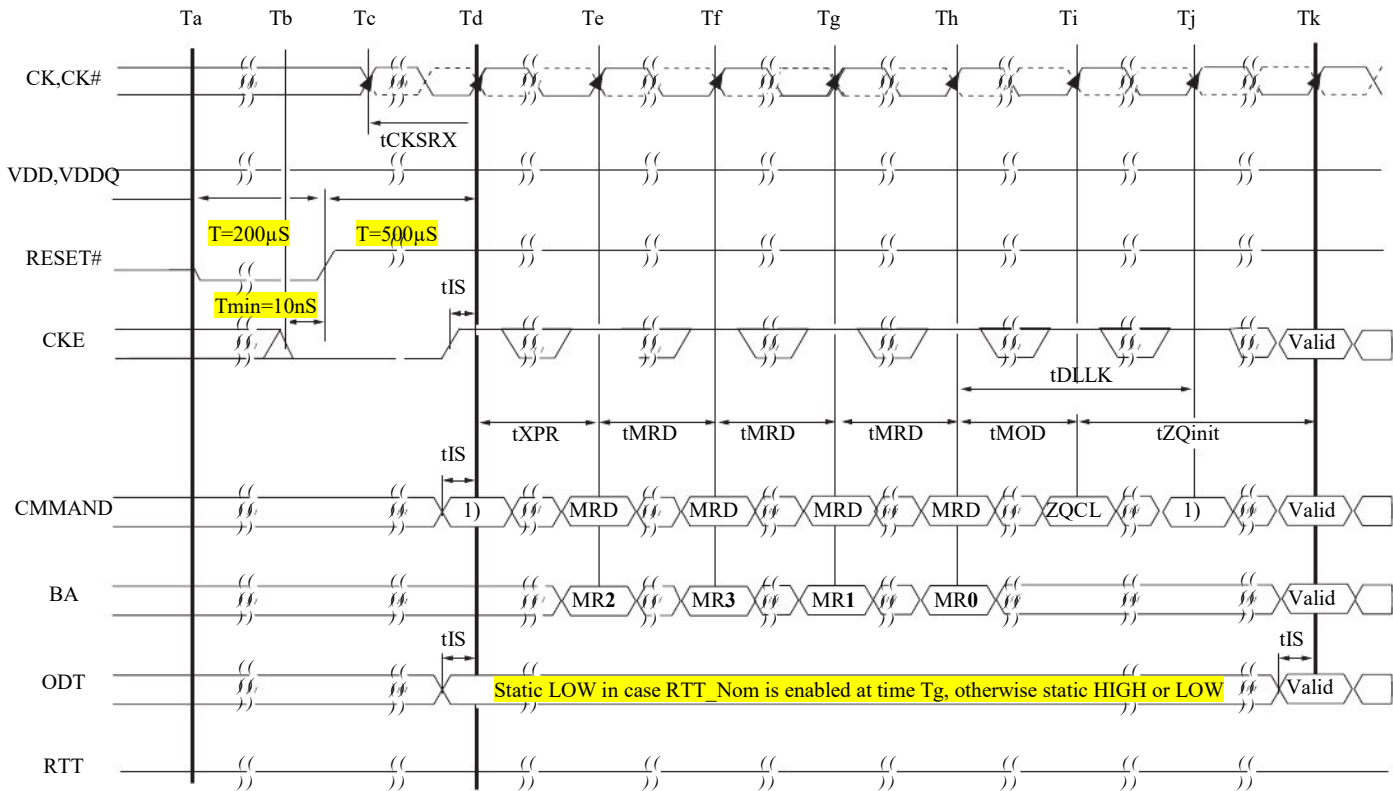 Ta Tb Tc Td Te Tf Tg Th Ti Tj Tk
CK,CK#
tCKSRX
VDD,VDDQ
T=200µS T=500µS
RESET#
Tmin=10nS tIS
CKE Valid
tDLLK
tXPR tMRD tMRD tMRD tMOD tZQinit
tIS
CMMAND 1) MRD MRD MRD MRD ZQCL 1) Valid
BA MR2 MR3 MR1 MR0 Valid
tIS tIS
ODT Static LOW in case RTT_Nom is enabled at time Tg, otherwise static HIGH or LOW Valid
RTT